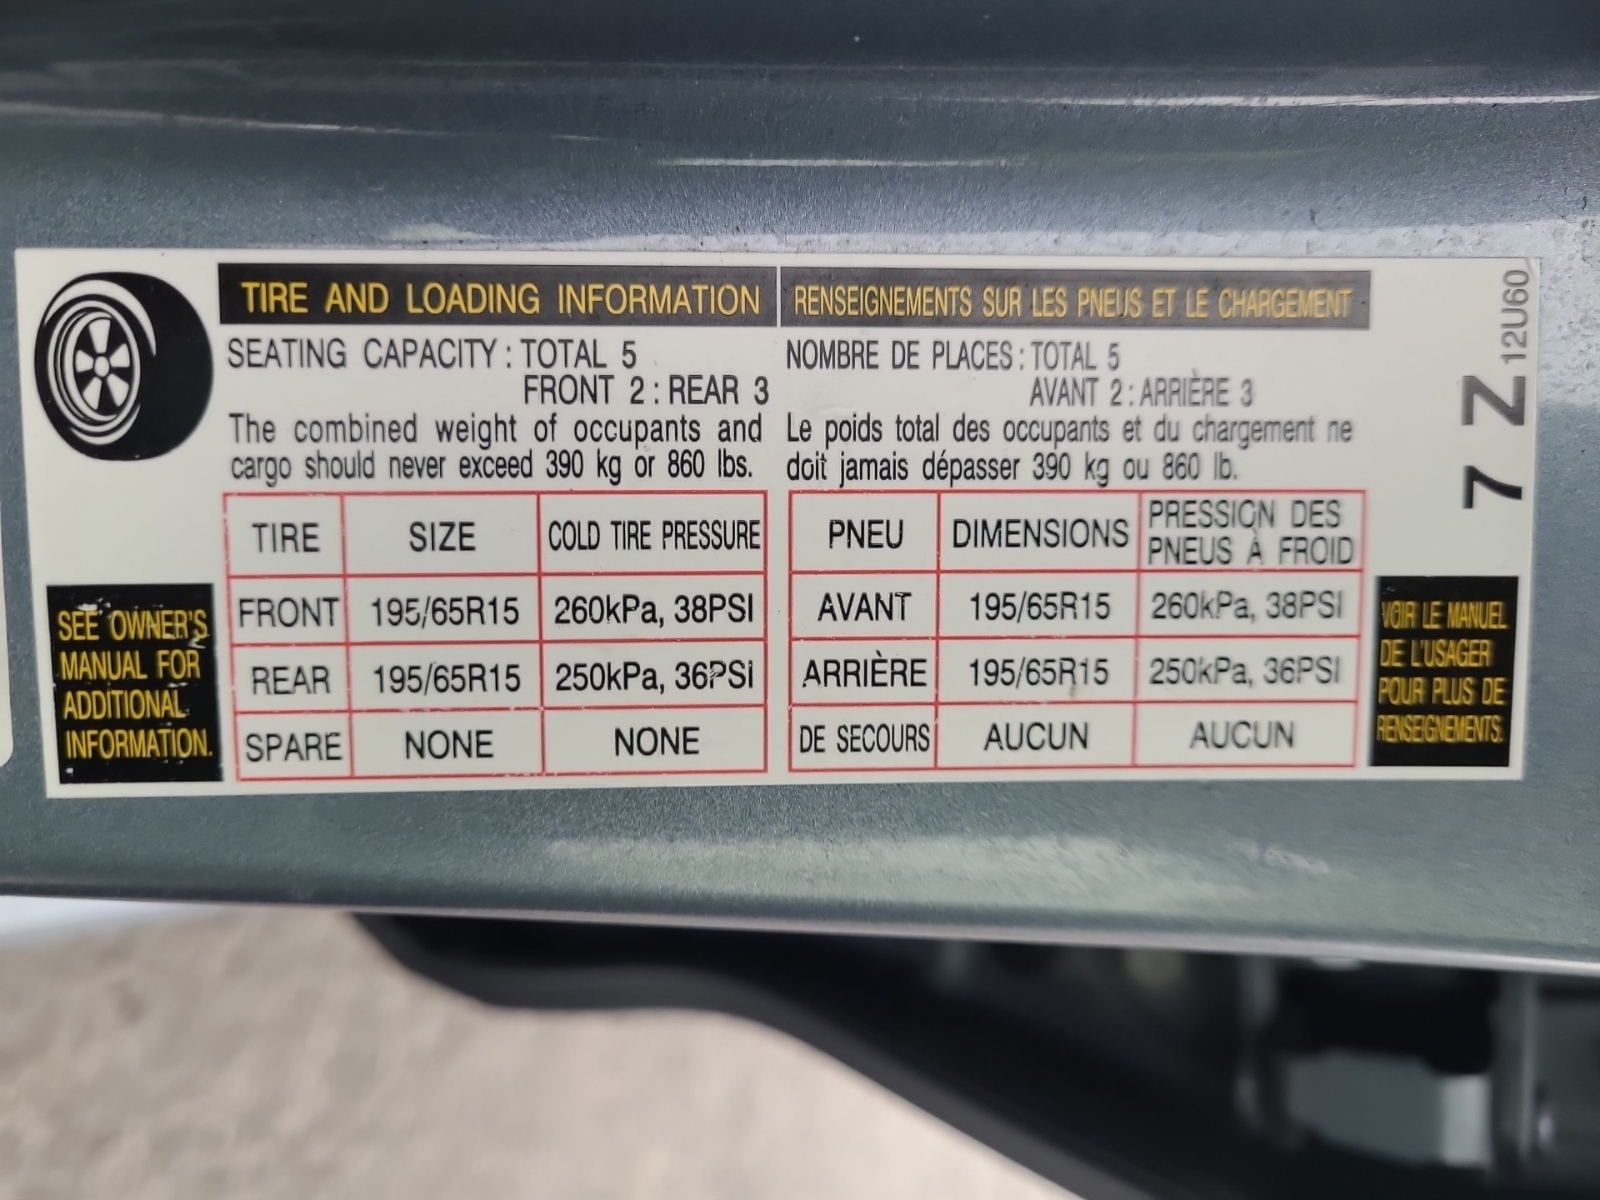 TIRE AND LOADING INFORMATION
SEATING CAPACITY : TOTAL 5
FRONT 2 : REAR 3
The combined weight of occupants and
cargo should never exceed 390 kg or 860 lbs.
TIRE SIZE COLD TIRE PRESSURE
FRONT 195/65R15 260kPa, 38PSI
REAR 195/65R15 250kPa, 36PSI
SPARE NONE NONE
SEE OWNER'S
MANUAL FOR
ADDITIONAL
INFORMATION.
RENSEIGNEMENTS SUR LES PNEUS ET LE CHARGEMENT
NOMBRE DE PLACES : TOTAL 5
AVANT 2 : ARRIÈRE 3
Le poids total des occupants et du chargement ne
doit jamais dépasser 390 kg ou 860 lb.
PNEU DIMENSIONS PRESSION DES
PNEUS À FROID
AVANT 195/65R15 260kPa, 38PSI
ARRIÈRE 195/65R15 250kPa, 36PSI
DE SECOURS AUCUN AUCUN
VOIR LE MANUEL
DE L'USAGER
POUR PLUS DE
RENSEIGNEMENTS.
7 Z 12U60